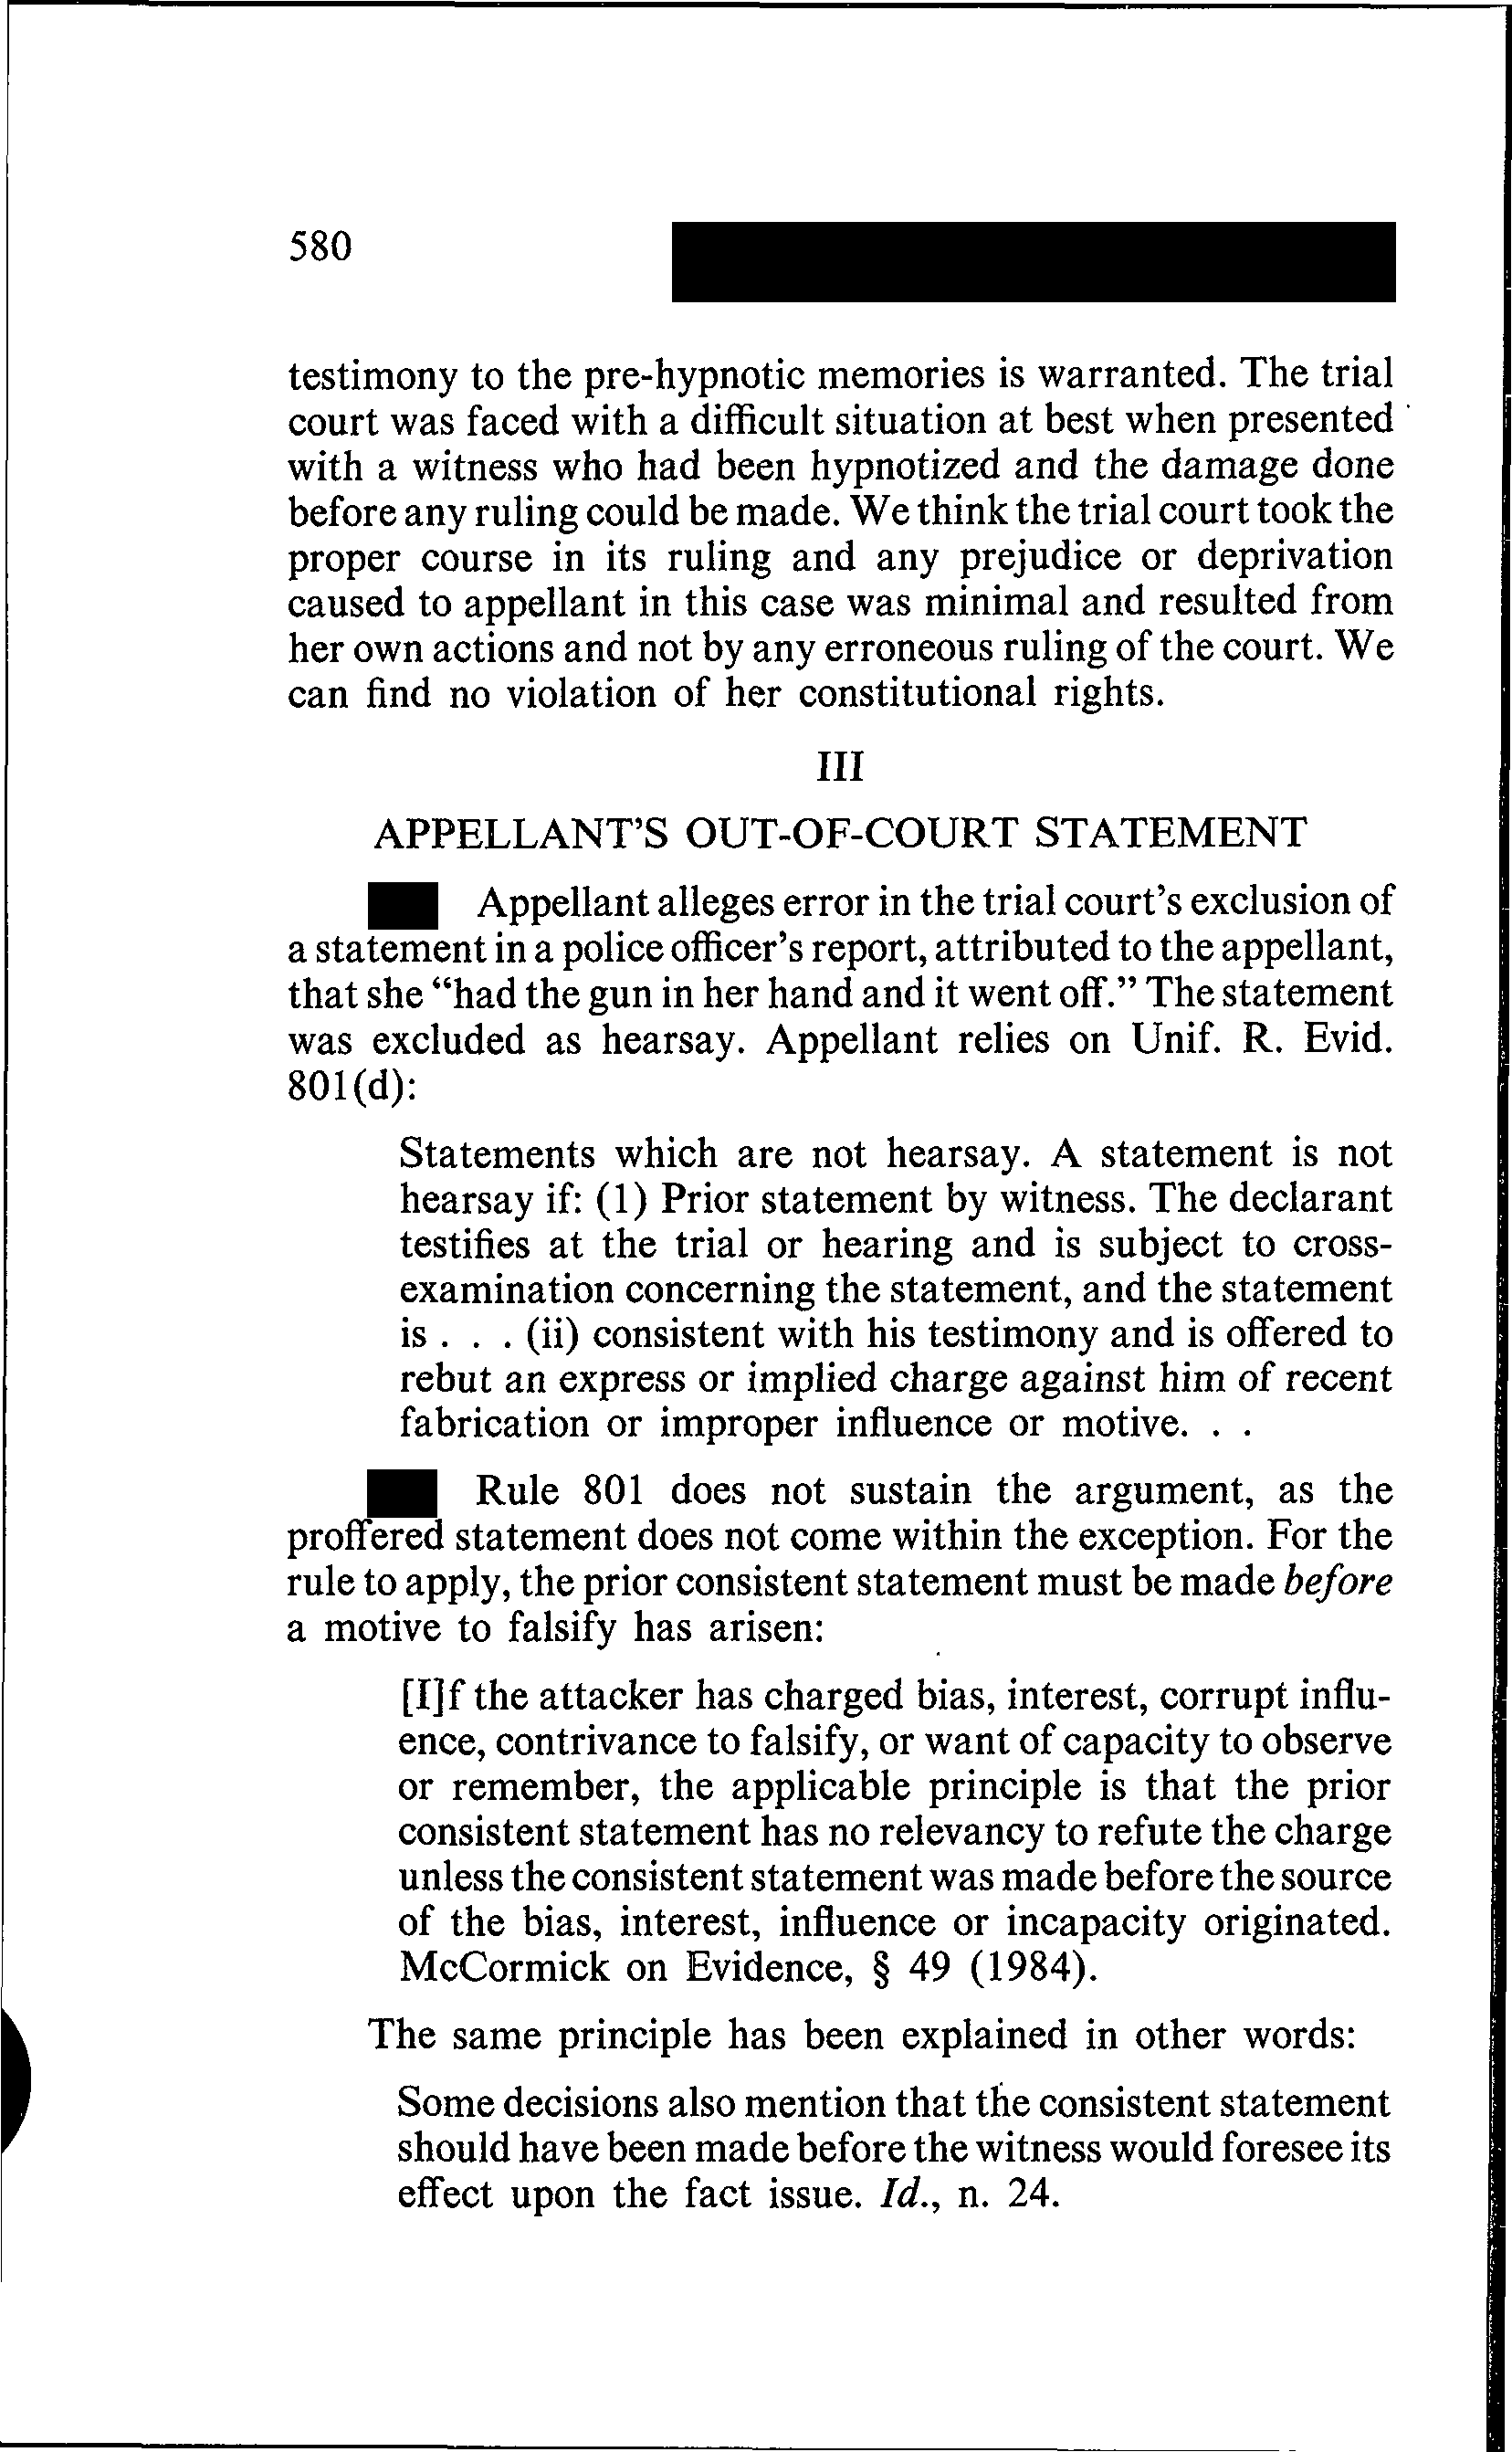 580
testimony to the pre-hypnotic memories is warranted. The trial
court was faced with a difficult situation at best when presented
with a witness who had been hypnotized and the damage done
before any ruling could be made. We think the trial court took the
proper course in its ruling and any prejudice or deprivation
caused to appellant in this case was minimal and resulted from
her own actions and not by any erroneous ruling of the court. We
can find no violation of her constitutional rights.
III
APPELLANT'S OUT-OF-COURT STATEMENT
Appellant alleges error in the trial court's exclusion of
a statement in a police officer's report, attributed to the appellant,
that she "had the gun in her hand and it went off." The statement
was excluded as hearsay. Appellant relies on Unif. R. Evid.
801(d):
Statements which are not hearsay. A statement is not
hearsay if: (1) Prior statement by witness. The declarant
testifies at the trial or hearing and is subject to cross-
examination concerning the statement, and the statement
is . . . (ii) consistent with his testimony and is offered to
rebut an express or implied charge against him of recent
fabrication or improper influence or motive. . .
Rule 801 does not sustain the argument, as the
proffered statement does not come within the exception. For the
rule to apply, the prior consistent statement must be made before
a motive to falsify has arisen:
[I]f the attacker has charged bias, interest, corrupt influ-
ence, contrivance to falsify, or want of capacity to observe
or remember, the applicable principle is that the prior
consistent statement has no relevancy to refute the charge
unless the consistent statement was made before the source
of the bias, interest, influence or incapacity originated.
McCormick on Evidence, § 49 (1984).
The same principle has been explained in other words:
Some decisions also mention that the consistent statement
should have been made before the witness would foresee its
effect upon the fact issue. Id., n. 24.